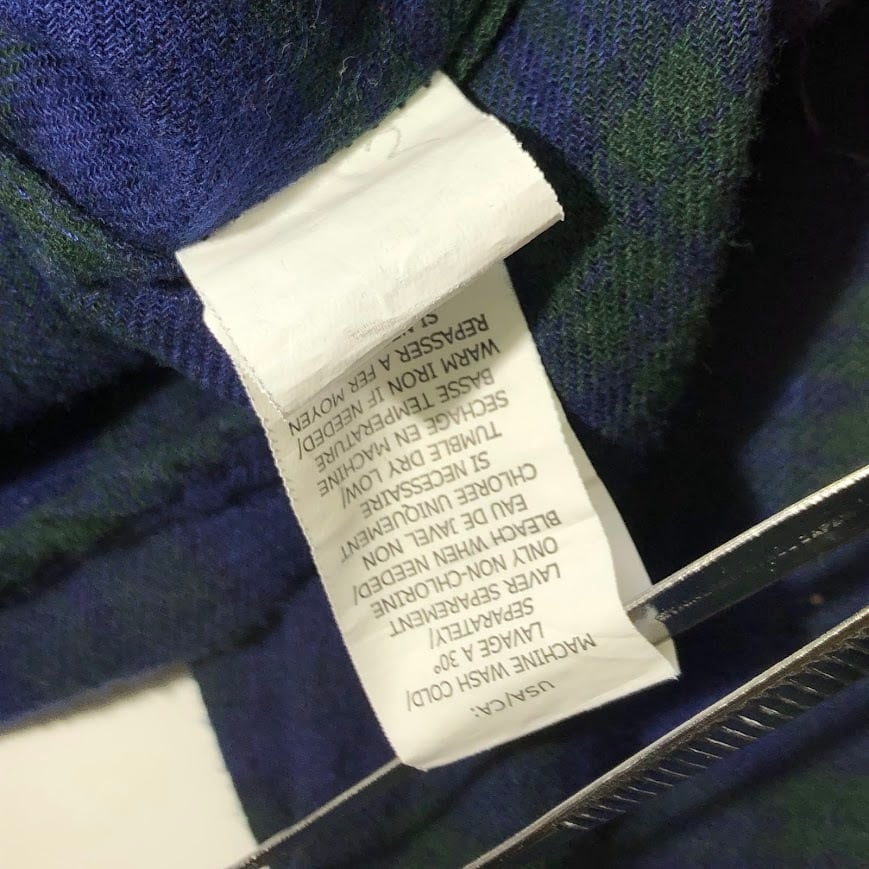 USA/CA:
MACHINE WASH COLD/
LAVAGE A 30°
SEPARATELY/
LAVER SEPAREMENT
ONLY NON-CHLORINE
BLEACH WHEN NEEDED/
EAU DE JAVEL NON
CHLOREE UNIQUEMENT
SI NECESSAIRE
TUMBLE DRY LOW/
SECHAGE EN MACHINE
BASSE TEMPERATURE
WARM IRON IF NEEDED/
REPASSER A FER MOYEN
SI NE